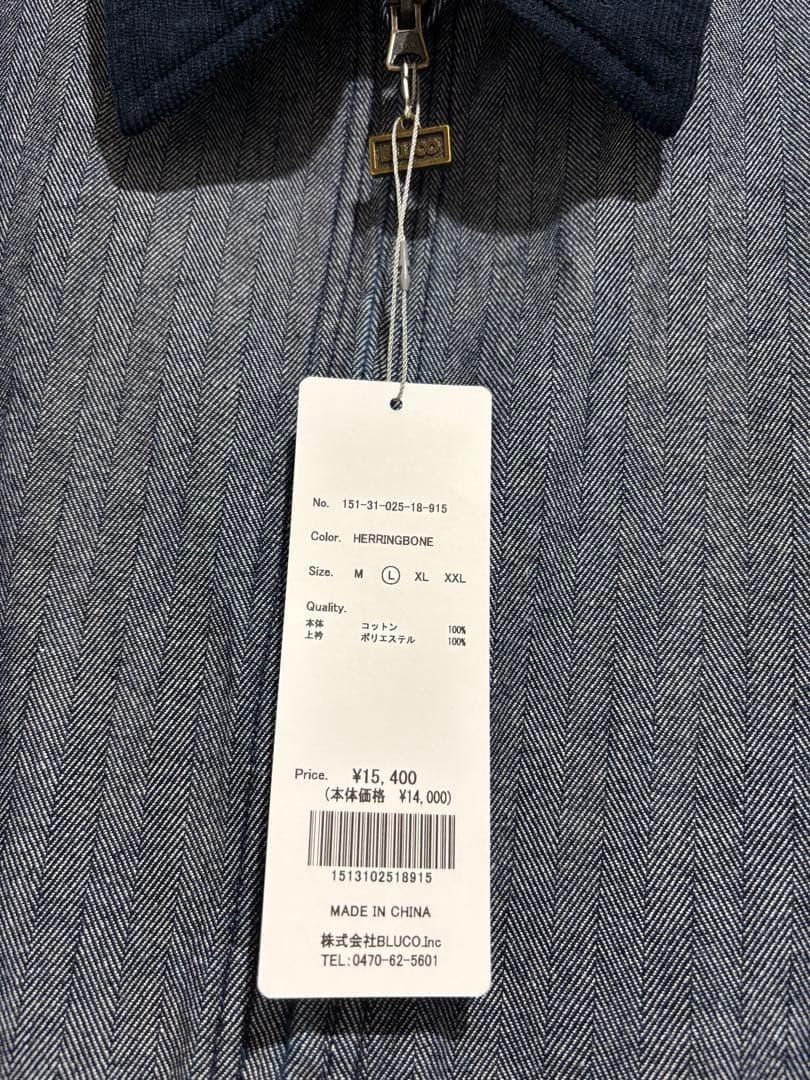 YKK
BLUCO
No. 151-31-025-18-915
Color. HERRINGBONE
Size. M L XL XXL
Quality.
本体 コットン 100%
上衿 ポリエステル 100%
Price. ¥15,400
(本体価格 ¥14,000)
1513102518915
MADE IN CHINA
株式会社BLUCO.Inc
TEL:0470-62-5601